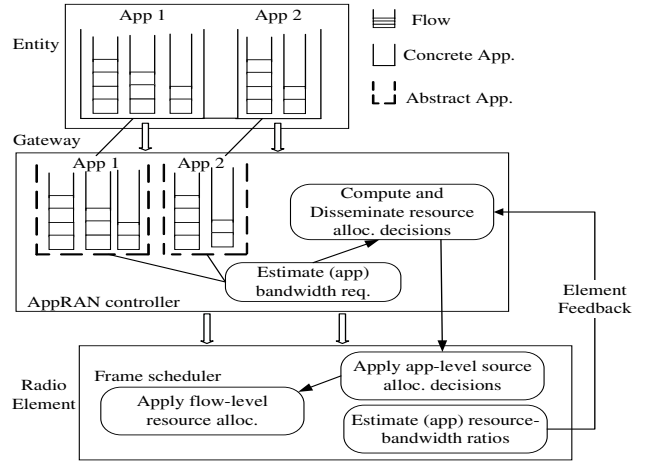 App 1
App 2
Entity
Flow
Concrete App.
Abstract App.
Gateway
App 1
App 2
Compute and
Disseminate resource
alloc. decisions
Estimate (app)
bandwidth req.
AppRAN controller
Element
Feedback
Radio
Element
Frame scheduler
Apply app-level source
alloc. decisions
Apply flow-level
resource alloc.
Estimate (app) resource-
bandwidth ratios